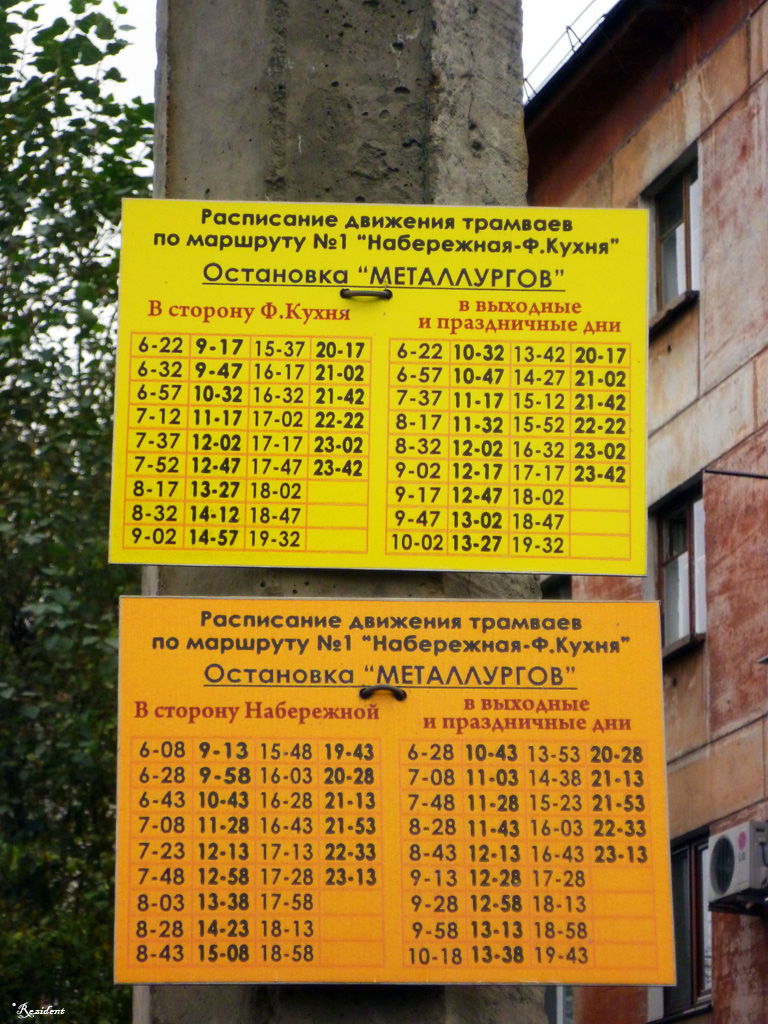 Расписание движения трамваев
по маршруту №1 "Набережная-Ф.Кухня"
Остановка "МЕТАЛЛУРГОВ"
В сторону Ф.Кухня
6-22 9-17 15-37 20-17
6-32 9-47 16-17 21-02
6-57 10-32 16-32 21-42
7-12 11-17 17-02 22-22
7-37 12-02 17-17 23-02
7-52 12-47 17-47 23-42
8-17 13-27 18-02
8-32 14-12 18-47
9-02 14-57 19-32
в выходные
и праздничные дни
6-22 10-32 13-42 20-17
6-57 10-47 14-27 21-02
7-37 11-17 15-12 21-42
8-17 11-32 15-52 22-22
8-32 12-02 16-32 23-02
9-02 12-17 17-17 23-42
9-17 12-47 18-02
9-47 13-02 18-47
10-02 13-27 19-32
Расписание движения трамваев
по маршруту №1 "Набережная-Ф.Кухня"
Остановка "МЕТАЛЛУРГОВ"
В сторону Набережной
6-08 9-13 15-48 19-43
6-28 9-58 16-03 20-28
6-43 10-43 16-28 21-13
7-08 11-28 16-43 21-53
7-23 12-13 17-13 22-33
7-48 12-58 17-28 23-13
8-03 13-38 17-58
8-28 14-23 18-13
8-43 15-08 18-58
в выходные
и праздничные дни
6-28 10-43 13-53 20-28
7-08 11-03 14-38 21-13
7-48 11-28 15-23 21-53
8-28 11-43 16-03 22-33
8-43 12-13 16-43 23-13
9-13 12-28 17-28
9-28 12-58 18-13
9-58 13-13 18-58
10-18 13-38 19-43
LG
°Rezident